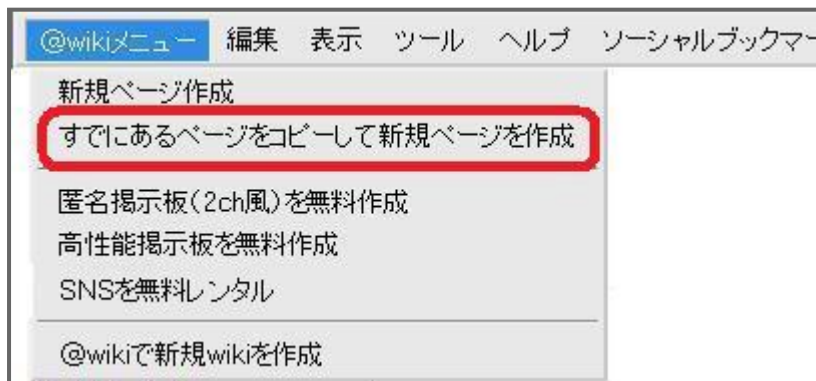 @wikiメニュー 編集 表示 ツール ヘルプ ソーシャルブックマー
新規ページ作成
すでにあるページをコピーして新規ページを作成
匿名掲示板(2ch風)を無料作成
高性能掲示板を無料作成
SNSを無料レンタル
@wikiで新規wikiを作成